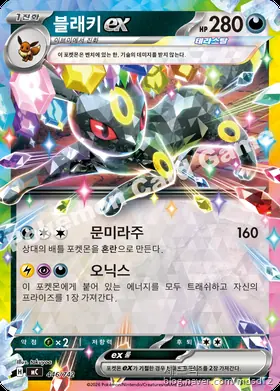 1진화
블래키 ex
HP 280
테라스탈
이브이에서 진화
이 포켓몬은 벤치에 있는 한, 기술의 데미지를 받지 않는다.
문미라주 160
상대의 배틀 포켓몬을 혼란으로 만든다.
오닉스
이 포켓몬에게 붙어 있는 에너지를 모두 트래쉬하고 자신의
프라이즈를 1장 가져간다.
약점 ×2 저항력 후퇴
ex 룰
포켓몬 ex가 기절한 경우 상대는 프라이즈를 2장 가져간다.
H